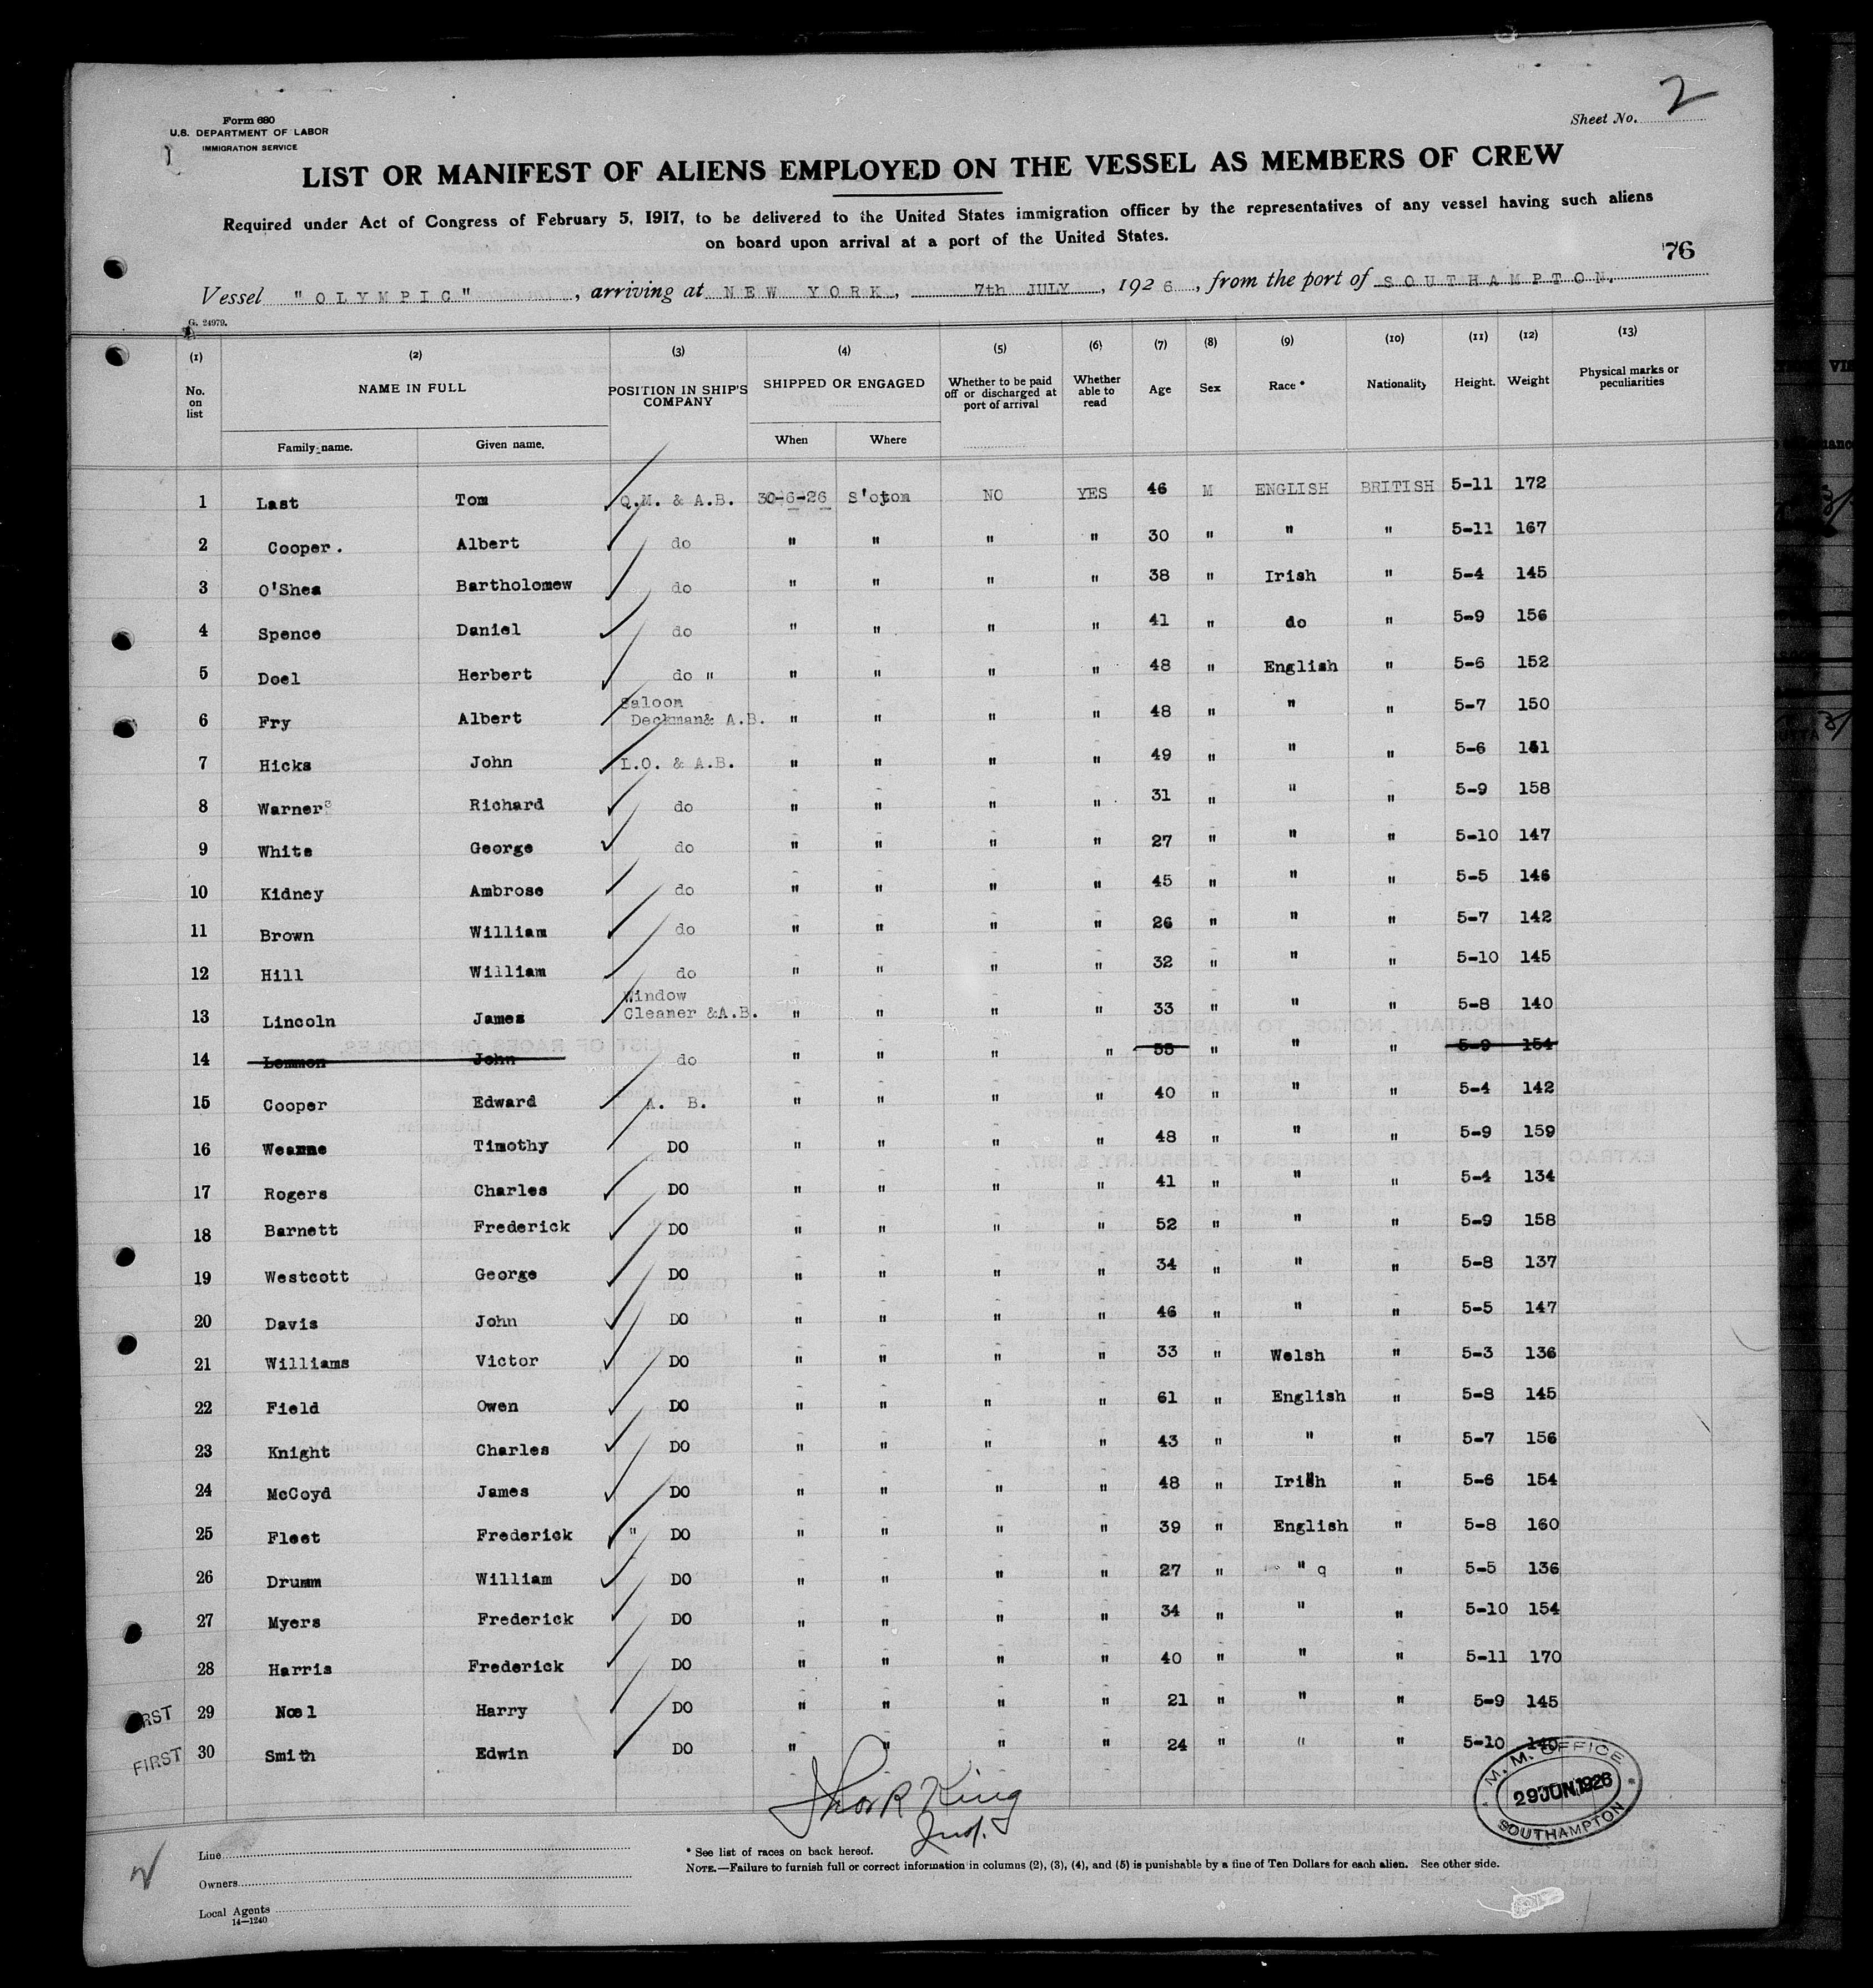 2
Form 680
U.S. DEPARTMENT OF LABOR
IMMIGRATION SERVICE
Sheet No.
LIST OR MANIFEST OF ALIENS EMPLOYED ON THE VESSEL AS MEMBERS OF CREW
Required under Act of Congress of February 5, 1917, to be delivered to the United States immigration officer by the representatives of any vessel having such aliens
on board upon arrival at a port of the United States.
76
Vessel "OLYMPIC", arriving at NEW YORK, 7th JULY, 1926, from the port of SOUTHAMPTON.
G. 24979.
(1) (2) (3) (4) (5) (6) (7) (8) (9) (10) (11) (12) (13)
No. on list NAME IN FULL POSITION IN SHIP'S COMPANY SHIPPED OR ENGAGED Whether to be paid off or discharged at port of arrival Whether able to read Age Sex Race* Nationality Height. Weight Physical marks or peculiarities
Family name. Given name. When Where
1 Last Tom Q.M. & A.B. 30-6-26 S'oton NO YES 46 M ENGLISH BRITISH 5-11 172
2 Cooper. Albert do " " " " 30 " " " 5-11 167
3 O'Shea Bartholomew do " " " " 38 " Irish " 5-4 145
4 Spence Daniel do " " " " 41 " do " 5-9 156
5 Doel Herbert do " " " " " 48 " English " 5-6 152
6 Fry Albert Saloon Deckman& A.B. " " " " 48 " " " 5-7 150
7 Hicks John L.O. & A.B. " " " " 49 " " " 5-6 151
8 Warner Richard do " " " " 31 " " " 5-9 158
9 White George do " " " " 27 " " " 5-10 147
10 Kidney Ambrose do " " " " 45 " " " 5-5 146
11 Brown William do " " " " 26 " " " 5-7 142
12 Hill William do " " " " 32 " " " 5-10 145
13 Lincoln James Window Cleaner &A.B. " " " " 33 " " " 5-8 140
14 Lemmon John do " " " " 55 " " " 5-9 154
15 Cooper Edward A. B. " " " " 40 " " " 5-4 142
16 Timothy DO " " " " 48 " " " 5-9 159
17 Rogers Charles DO " " " " 41 " " " 5-4 134
18 Barnett Frederick DO " " " " 52 " " " 5-9 158
19 Westcott George DO " " " " 34 " " " 5-8 137
20 Davis John DO " " " " 46 " " " 5-5 147
21 Williams Victor DO " " " " 33 " Welsh " 5-3 136
22 Field Owen DO " " " " 61 " English " 5-8 145
23 Knight Charles DO " " " " 43 " " " 5-7 156
24 McCoyd James DO " " " " 48 " Irish " 5-6 154
25 Fleet Frederick " DO " " " " 39 " English " 5-8 160
26 Drumm William DO " " " " 27 " " q " 5-5 136
27 Myers Frederick DO " " " " 34 " " " 5-10 154
28 Harris Frederick DO " " " " 40 " " " 5-11 170
29 Noel Harry DO " " " " 21 " " " 5-9 145
FIRST 30 Smith Edwin DO " " " " 24 " " " 5-10 140
M. M. OFFICE
29 JUN 1926
SOUTHAMPTON
King
Line
Owners
Local Agents
14—1240
* See list of races on back hereof.
NOTE.—Failure to furnish full or correct information in columns (2), (3), (4), and (5) is punishable by a fine of Ten Dollars for each alien. See other side.